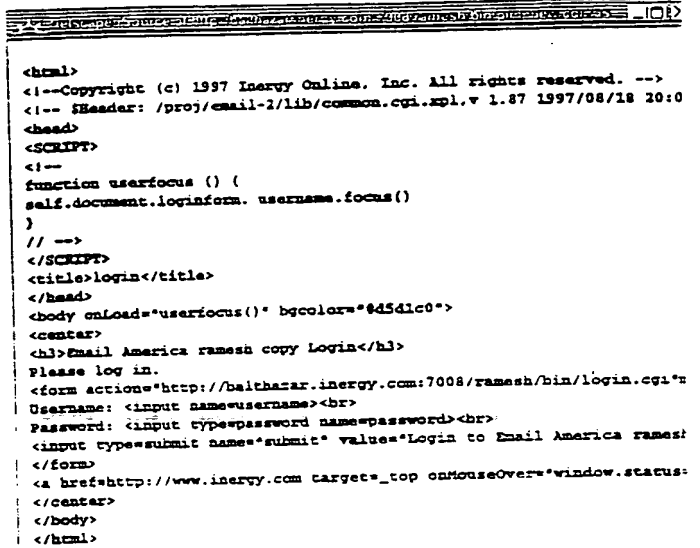 <html>
<!--Copyright (c) 1997 Inergy Online, Inc. All rights reserved. -->
<!-- $Header: /proj/email-2/lib/common.cgi.xpl,v 1.87 1997/08/18 20:0
<head>
<SCRIPT>
<!--
function userfocus () {
self.document.loginform. username.focus()
}
// -->
</SCRIPT>
<title>login</title>
</head>
<body onLoad="userfocus()" bgcolor="#d5d1c0">
<center>
<h3>Email America ramesh copy Login</h3>
Please log in.
<form action="http://balthazar.inergy.com:7008/ramesh/bin/login.cgi"m
Username: <input name=username><br>
Password: <input type=password name=password><br>
<input type=submit name="submit" value="Login to Email America ramesh
</form>
<a href=http://www.inergy.com target=_top onMouseOver="window.status=
</center>
</body>
</html>